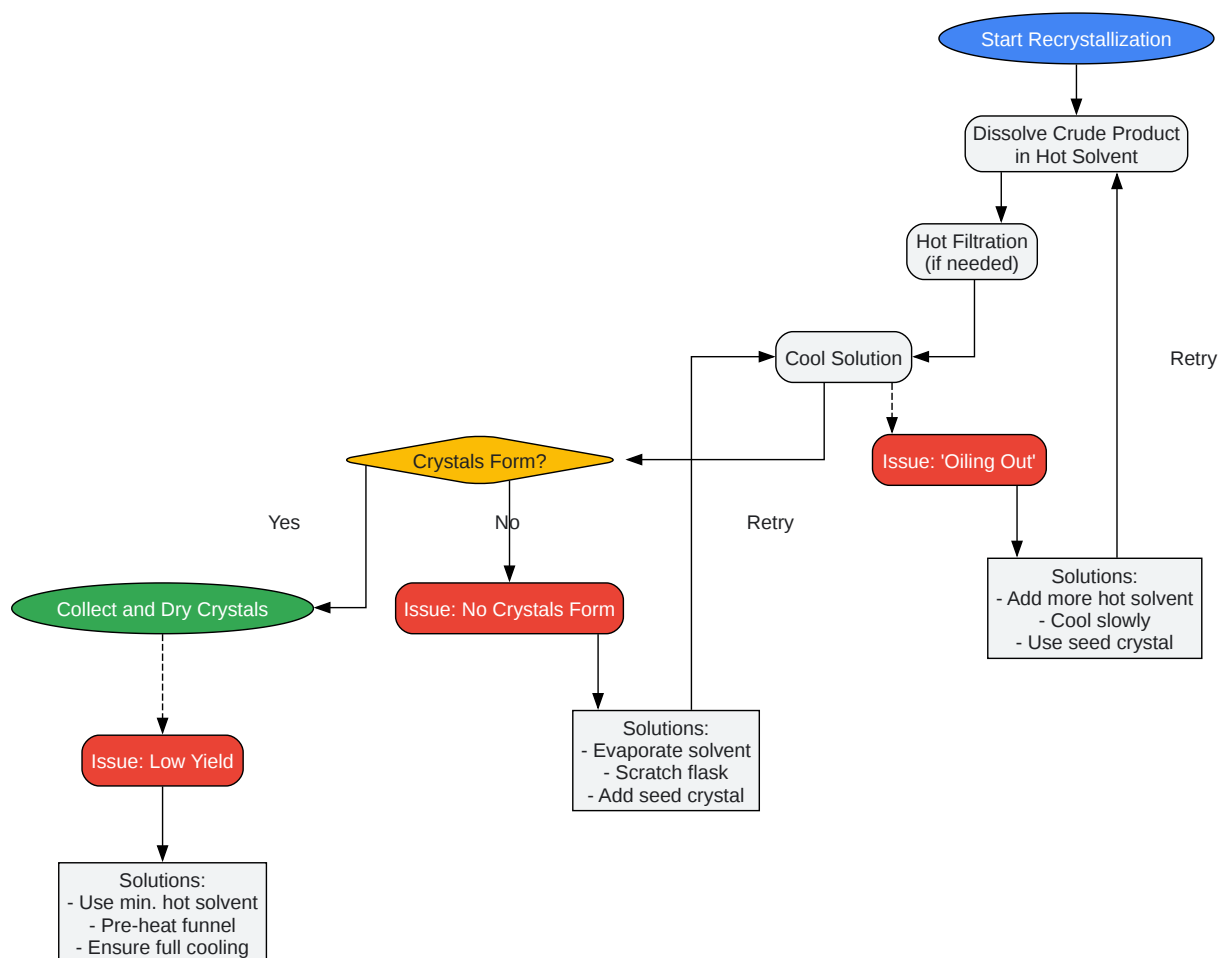 Start Recrystallization
Dissolve Crude Product
in Hot Solvent
Hot Filtration
(if needed)
Cool Solution
Retry
Crystals Form?
Issue: 'Oiling Out'
Yes
No
Retry
Solutions:
- Add more hot solvent
- Cool slowly
- Use seed crystal
Collect and Dry Crystals
Issue: No Crystals Form
Solutions:
- Evaporate solvent
- Scratch flask
- Add seed crystal
Issue: Low Yield
Solutions:
- Use min. hot solvent
- Pre-heat funnel
- Ensure full cooling